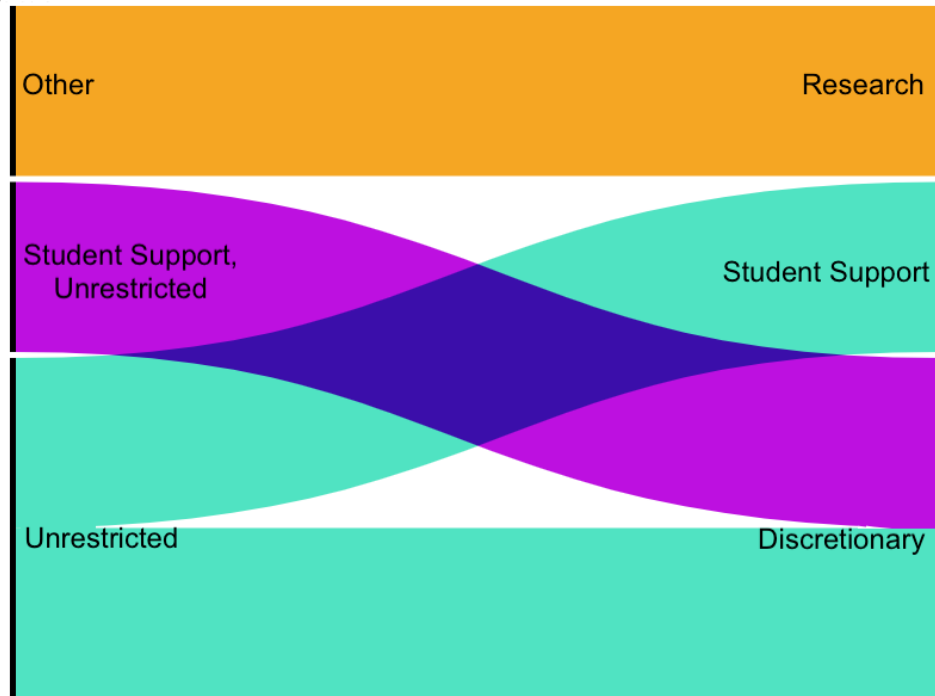 Other
Research
Student Support,
Unrestricted
Student Support
Unrestricted
Discretionary